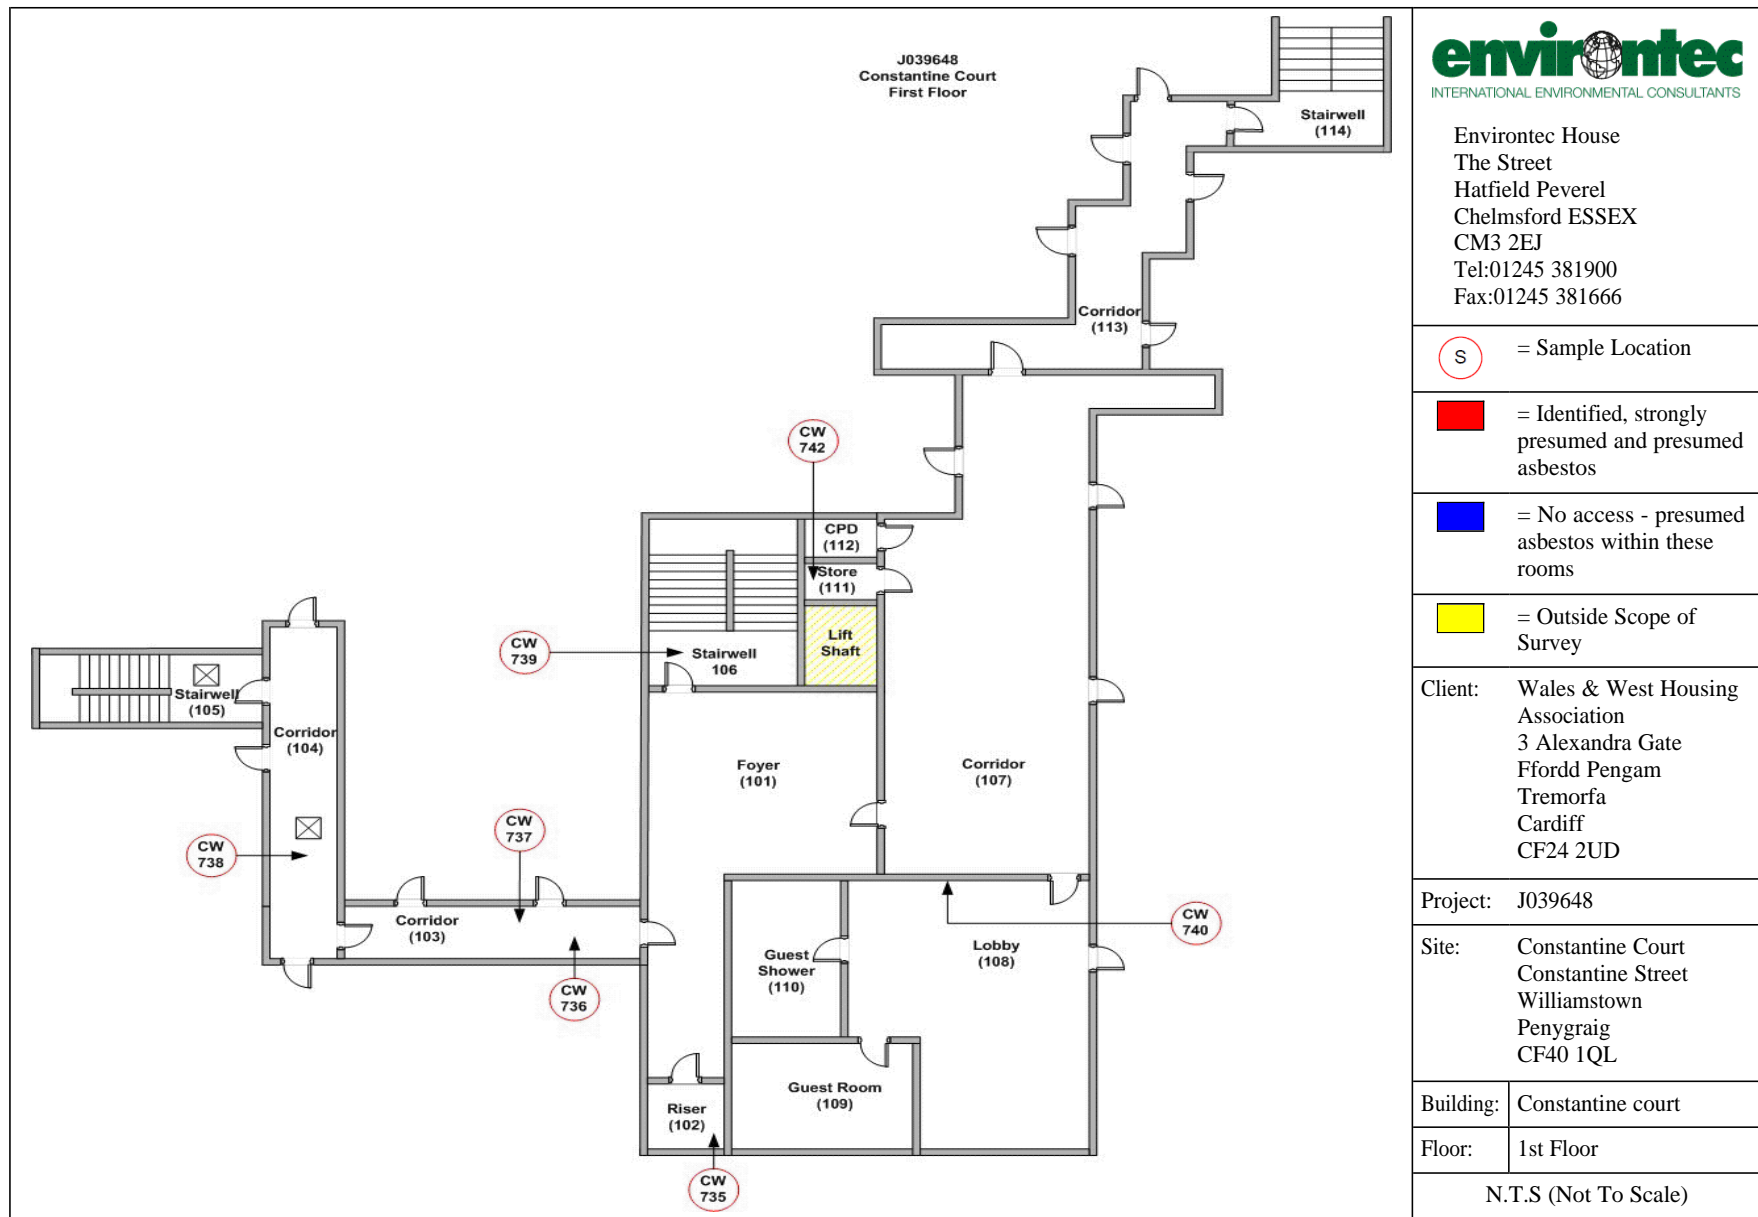 J039648
Constantine Court
First Floor
Stairwell
(114)
Corridor
(113)
CW
742
CPD
(112)
Store
(111)
Lift
Shaft
CW
739
Stairwell
106
Stairwell
(105)
Corridor
(104)
Foyer
(101)
Corridor
(107)
CW
737
CW
738
Corridor
(103)
CW
740
Lobby
(108)
Guest
Shower
(110)
CW
736
Guest Room
(109)
Riser
(102)
CW
735
environtec
INTERNATIONAL ENVIRONMENTAL CONSULTANTS
Environtec House
The Street
Hatfield Peverel
Chelmsford ESSEX
CM3 2EJ
Tel:01245 381900
Fax:01245 381666
S = Sample Location
= Identified, strongly
presumed and presumed
asbestos
= No access - presumed
asbestos within these
rooms
= Outside Scope of
Survey
Client: Wales & West Housing
Association
3 Alexandra Gate
Ffordd Pengam
Tremorfa
Cardiff
CF24 2UD
Project: J039648
Site: Constantine Court
Constantine Street
Williamstown
Penygraig
CF40 1QL
Building: Constantine court
Floor: 1st Floor
N.T.S (Not To Scale)